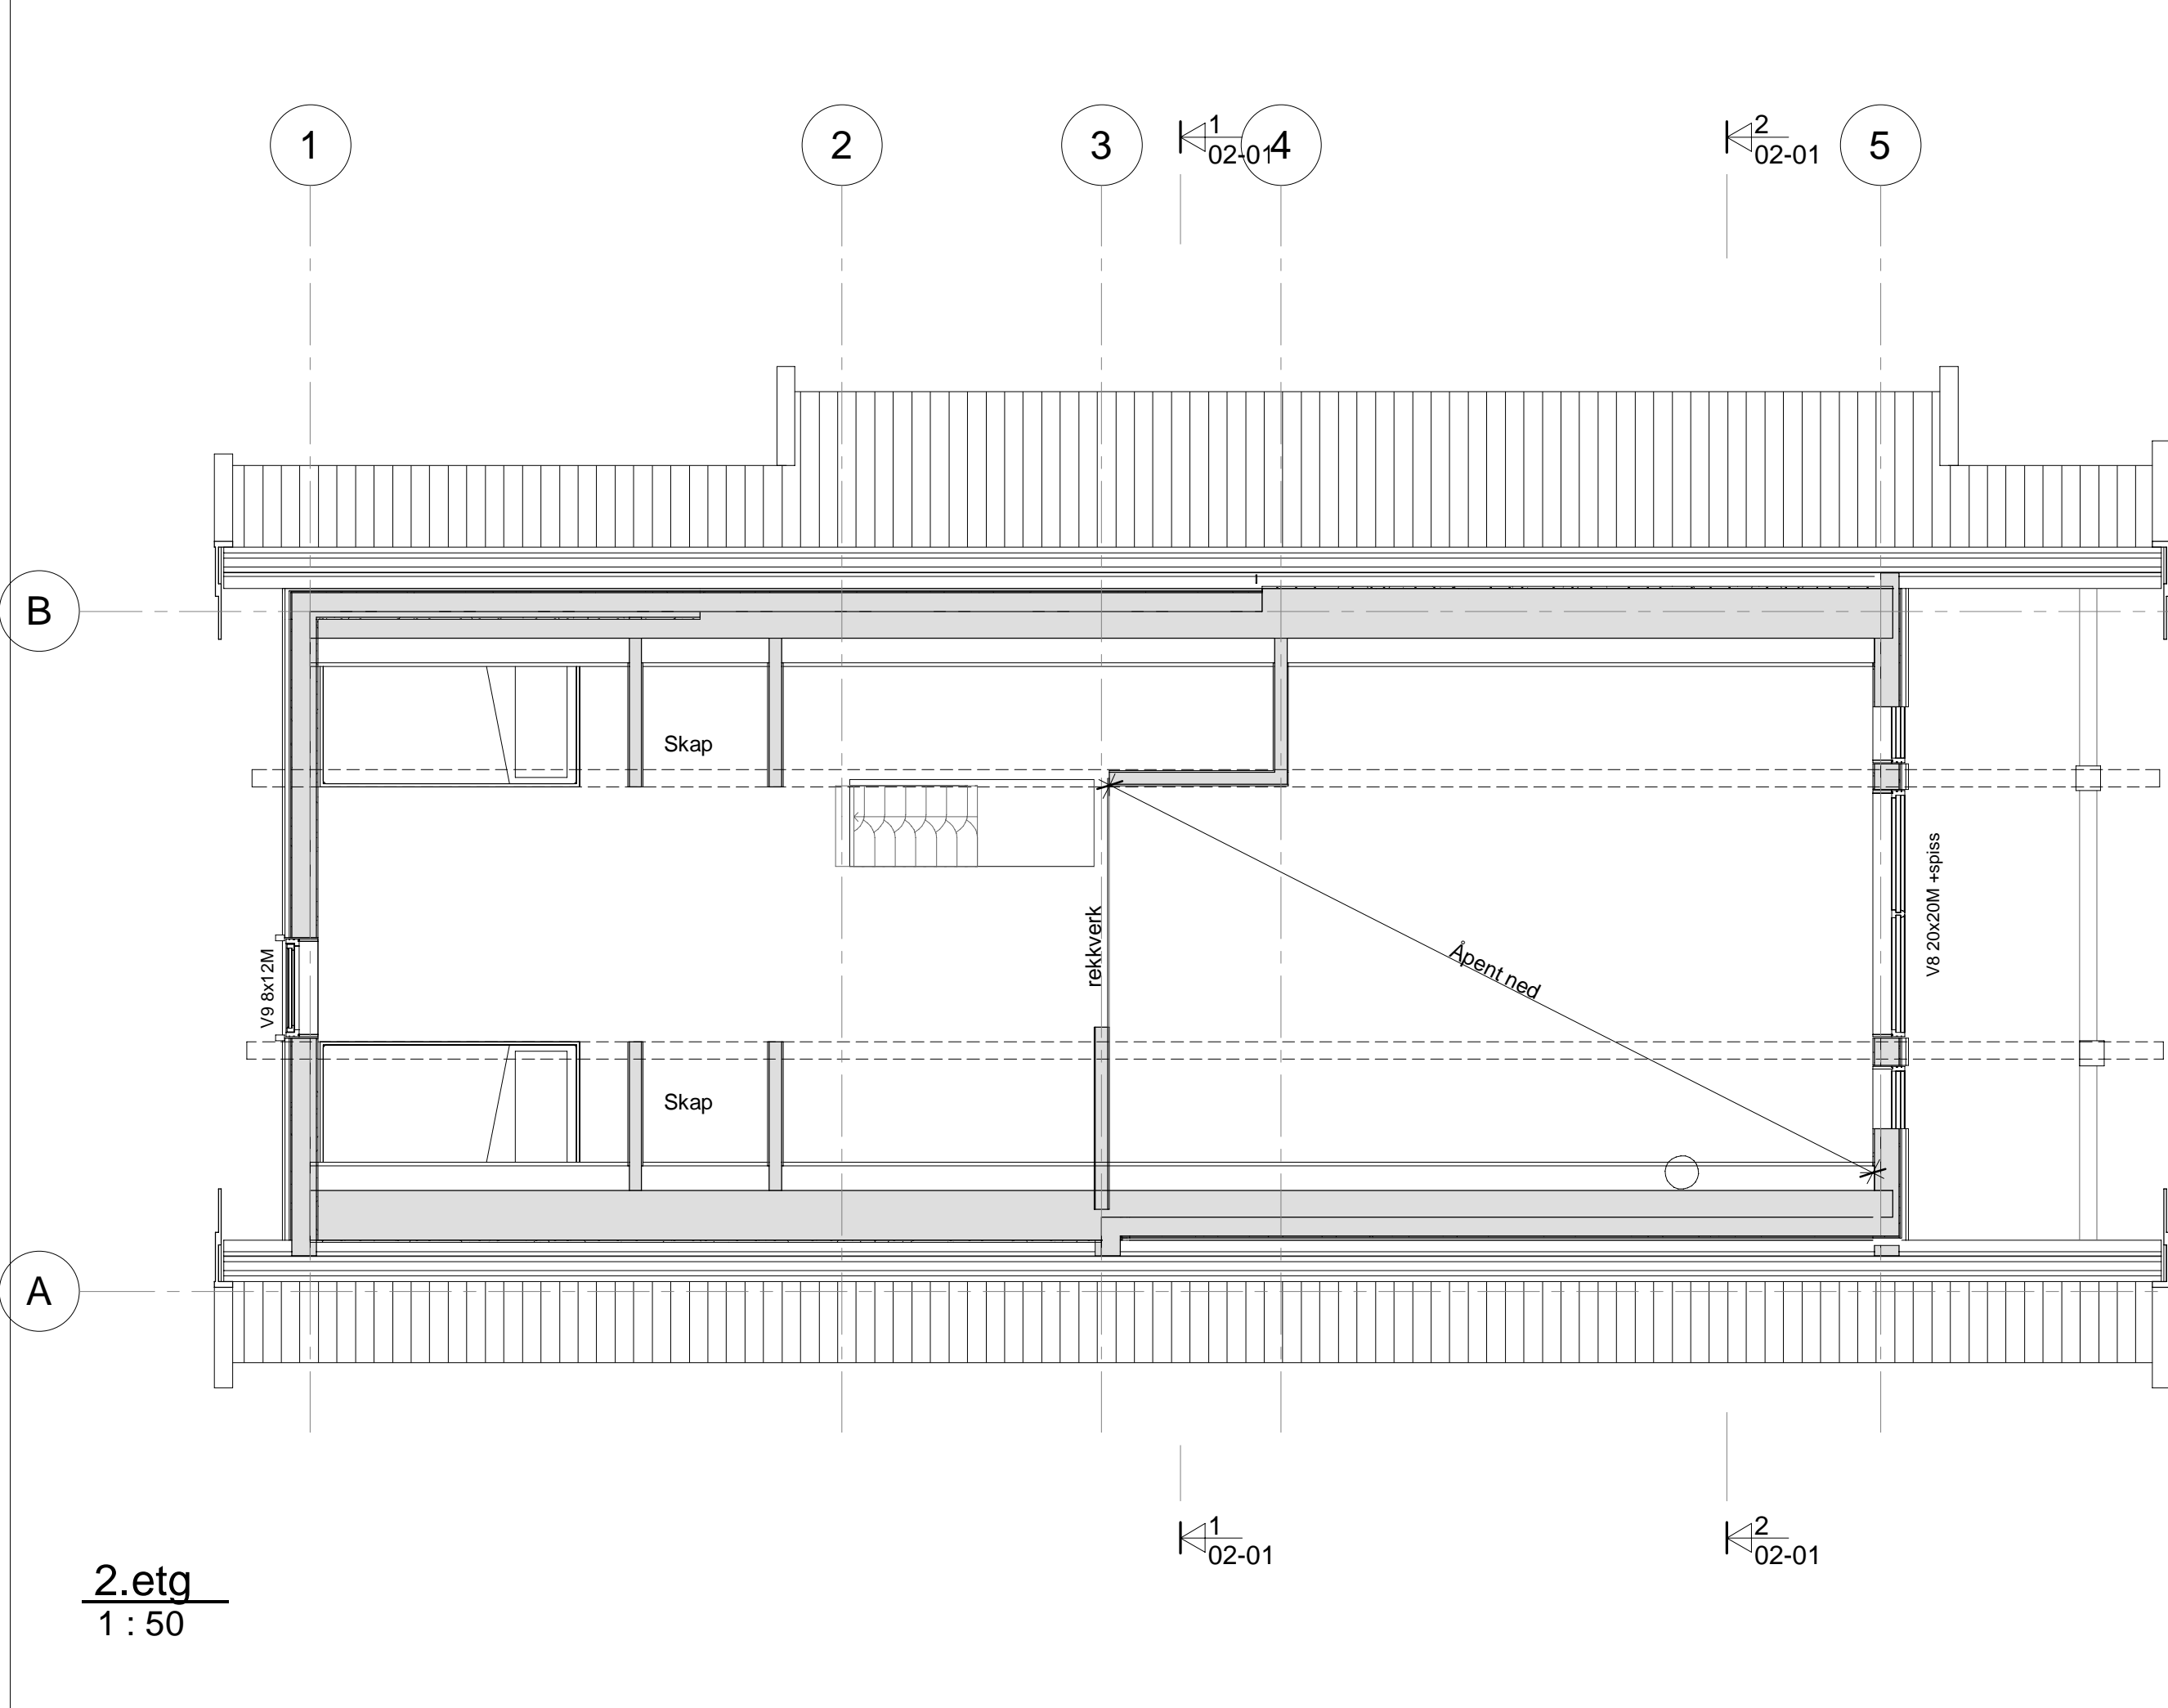 1
2
3
1
02-01
4
2
02-01
5
B
Skap
V9 8x12M
rekkverk
Åpent ned
V8 20x20M +spiss
Skap
A
1
02-01
2
02-01
2.etg
1 : 50